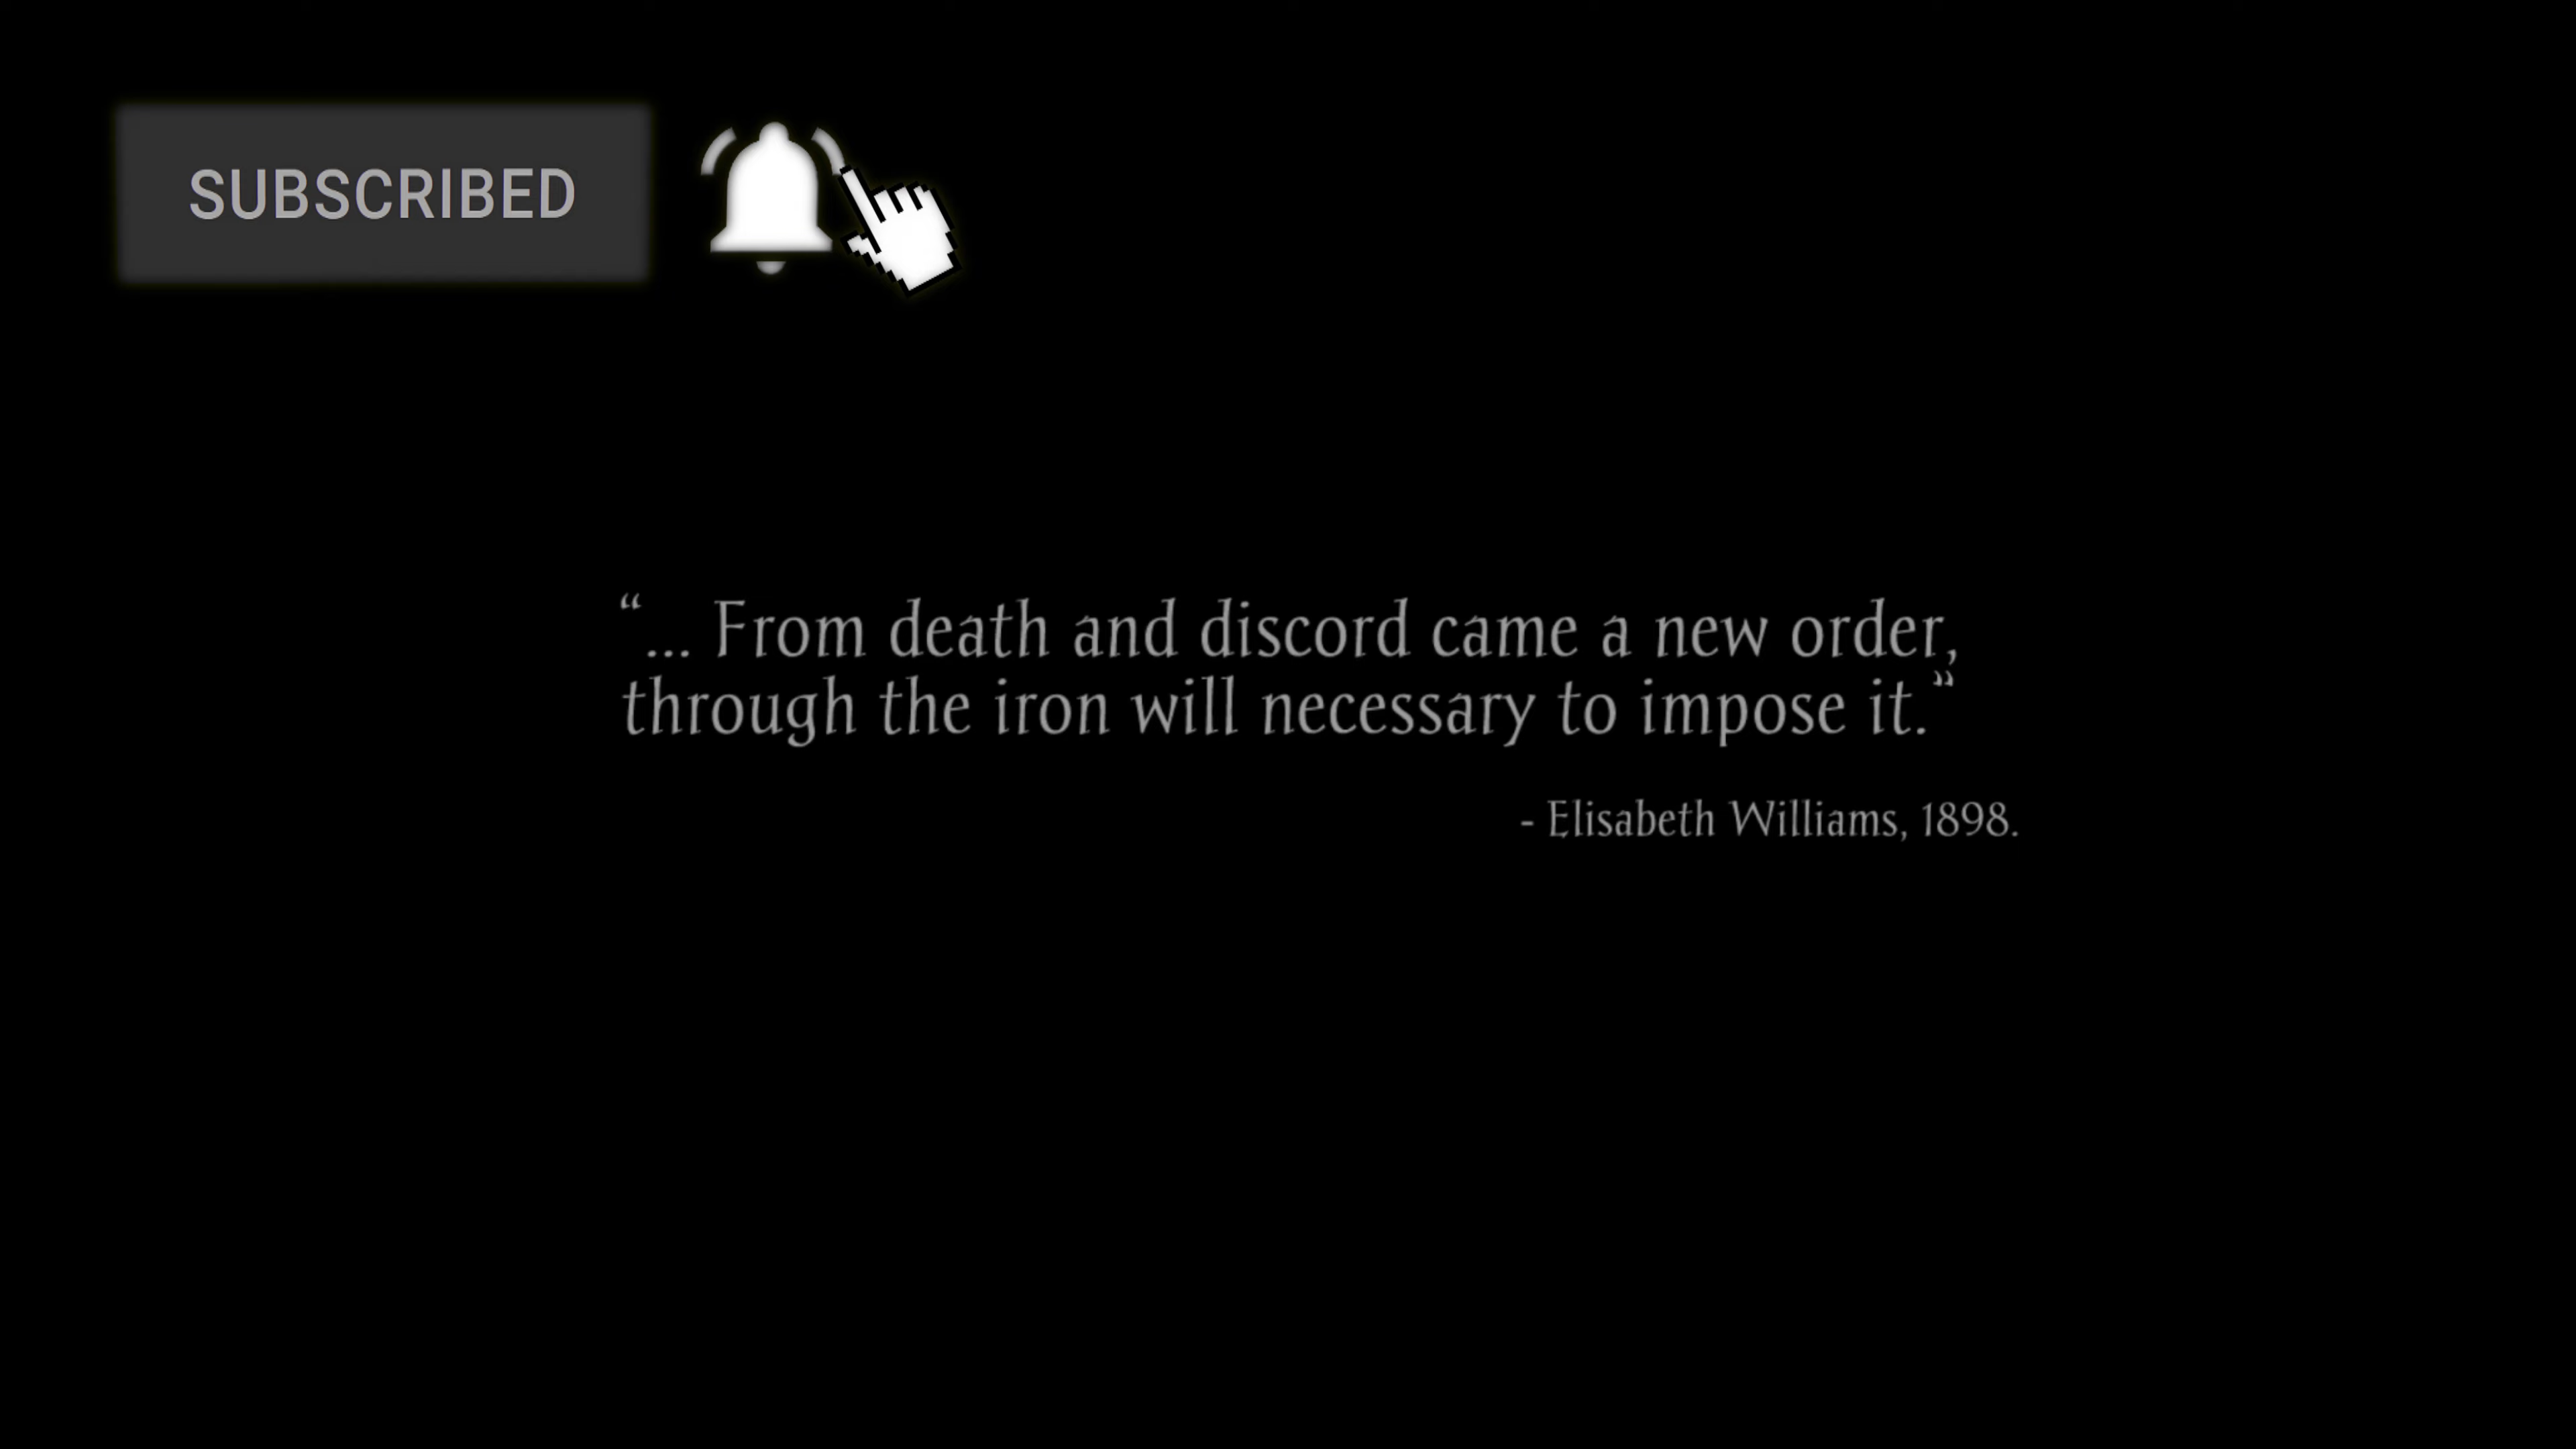 SUBSCRIBED
“... From death and discord came a new order,
through the iron will necessary to impose it.”
- Elisabeth Williams, 1898.